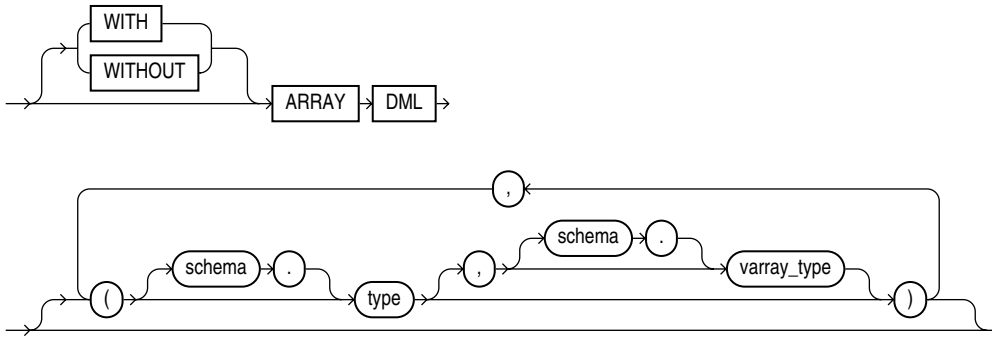 WITH
WITHOUT
ARRAY DML
,
schema .
schema . , varray_type
( type )